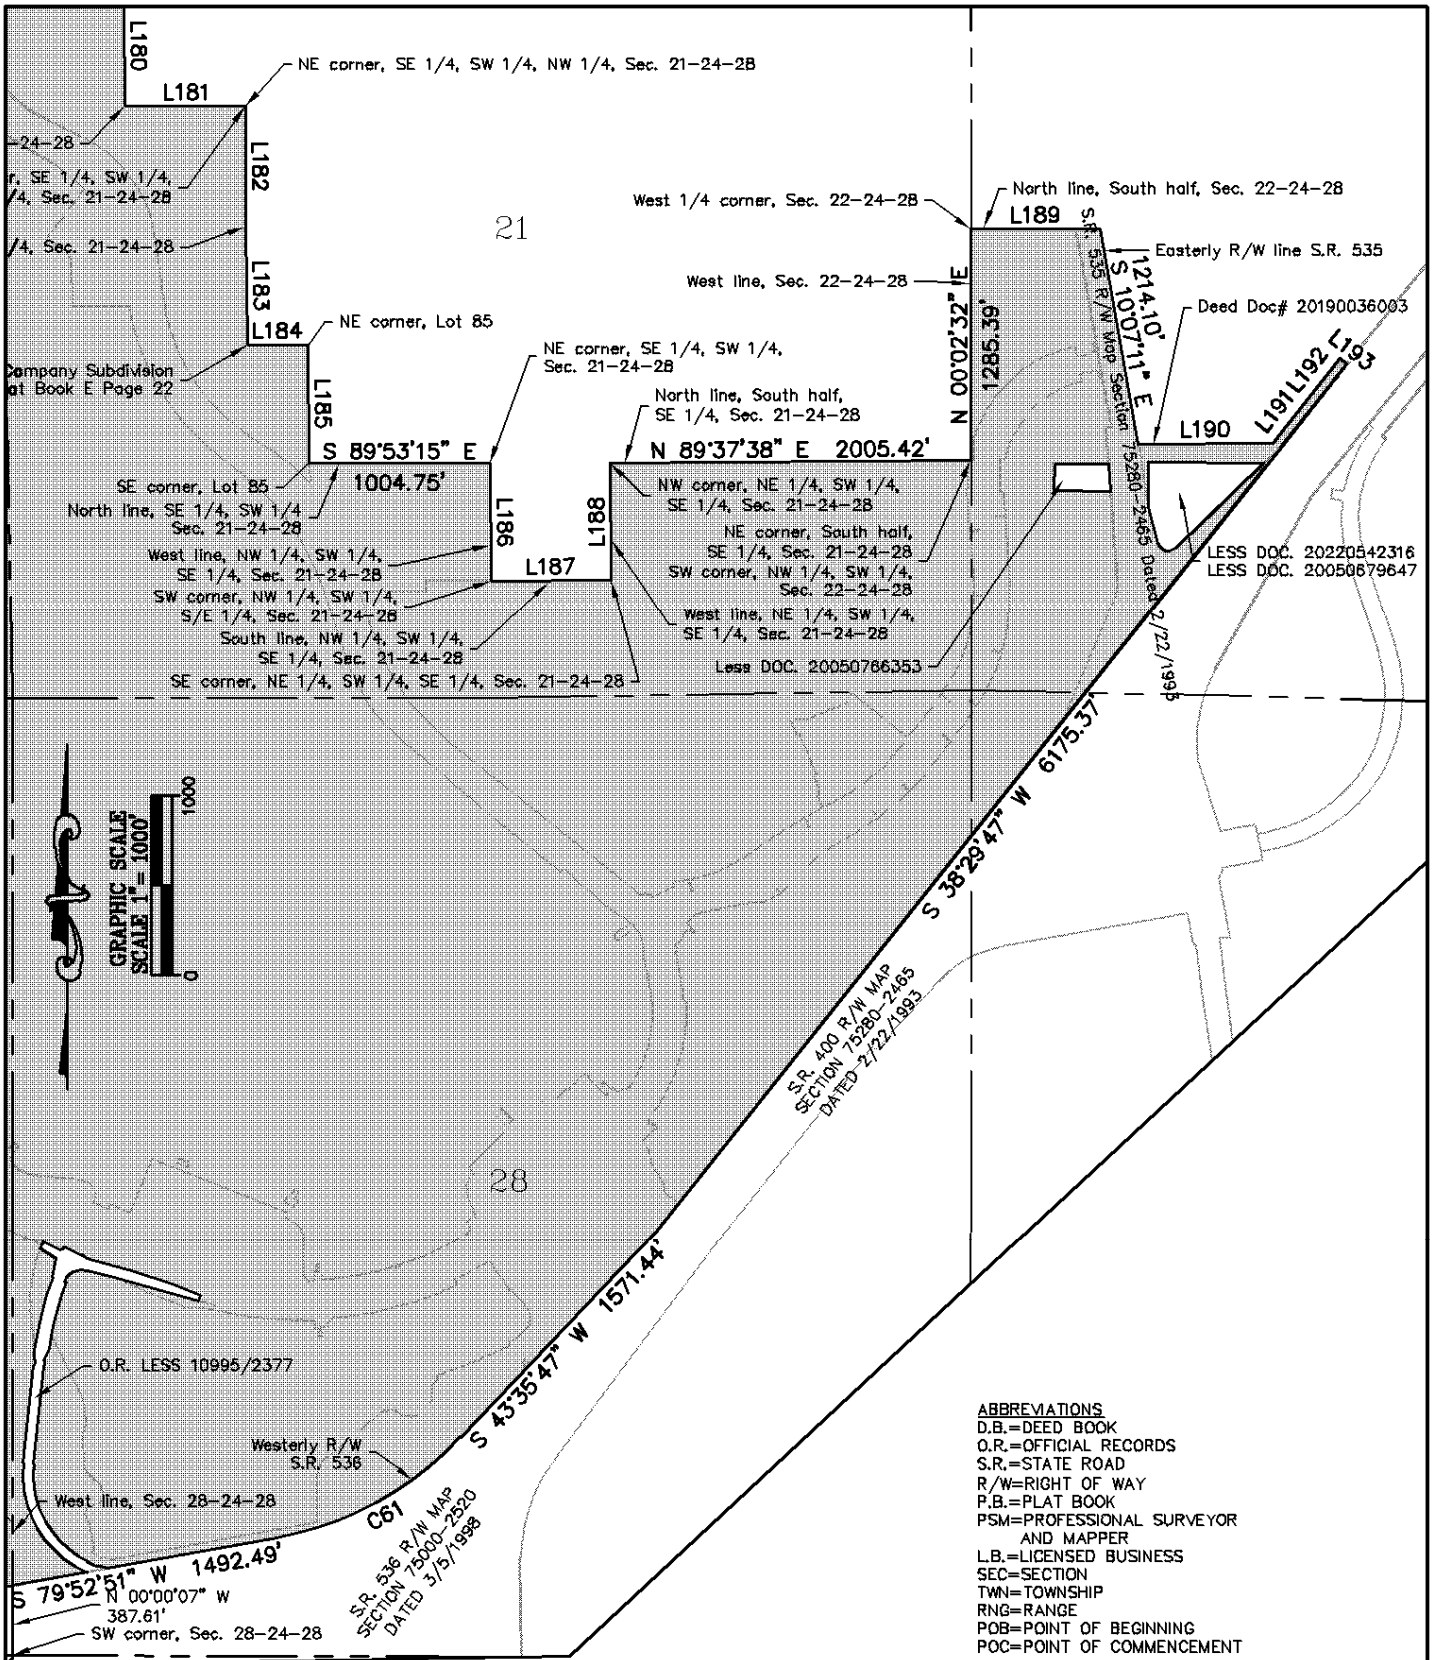 L180
NE corner, SE 1/4, SW 1/4, NW 1/4, Sec. 21-24-28
L181
-24-28
L182
r, SE 1/4, SW 1/4,
/4, Sec. 21-24-28
/4, Sec. 21-24-28
21
West 1/4 corner, Sec. 22-24-28
North line, South half, Sec. 22-24-28
L189
S.R. 535 R/W Map Section 75280-2465 Dated 2/22/1993
Easterly R/W line S.R. 535
West line, Sec. 22-24-28
N 00°02'32" E
1285.39'
1214.10'
S 10°07'11" E
Deed Doc# 20190036003
L183
L184
NE corner, Lot 85
Company Subdivision
at Book E Page 22
L185
NE corner, SE 1/4, SW 1/4,
Sec. 21-24-28
North line, South half,
SE 1/4, Sec. 21-24-28
L190
L191
L192
L193
S 89°53'15" E
1004.75'
N 89°37'38" E 2005.42'
SE corner, Lot 85
North line, SE 1/4, SW 1/4
Sec. 21-24-28
L186
L188
NW corner, NE 1/4, SW 1/4,
SE 1/4, Sec. 21-24-28
NE corner, South half,
SE 1/4, Sec. 21-24-28
SW corner, NW 1/4, SW 1/4,
Sec. 22-24-28
West line, NW 1/4, SW 1/4,
SE 1/4, Sec. 21-24-28
L187
SW corner, NW 1/4, SW 1/4,
S/E 1/4, Sec. 21-24-28
West line, NE 1/4, SW 1/4,
SE 1/4, Sec. 21-24-28
South line, NW 1/4, SW 1/4,
SE 1/4, Sec. 21-24-28
Less DOC. 20050766353
SE corner, NE 1/4, SW 1/4, SE 1/4, Sec. 21-24-28
LESS DOC. 20220542316
LESS DOC. 20050679647
GRAPHIC SCALE
SCALE 1"= 1000'
0
1000
S 38°29'47" W 6175.37'
S.R. 400 R/W MAP
SECTION 75280-2465
DATED 2/22/1993
28
S 43°35'47" W 1571.44'
O.R. LESS 10995/2377
Westerly R/W
S.R. 536
West line, Sec. 28-24-28
C61
S.R. 536 R/W MAP
SECTION 75000-2520
DATED 3/5/1998
S 79°52'51" W 1492.49'
N 00°00'07" W
387.61'
SW corner, Sec. 28-24-28
ABBREVIATIONS
D.B.=DEED BOOK
O.R.=OFFICIAL RECORDS
S.R.=STATE ROAD
R/W=RIGHT OF WAY
P.B.=PLAT BOOK
PSM=PROFESSIONAL SURVEYOR
AND MAPPER
L.B.=LICENSED BUSINESS
SEC=SECTION
TWN=TOWNSHIP
RNG=RANGE
POB=POINT OF BEGINNING
POC=POINT OF COMMENCEMENT